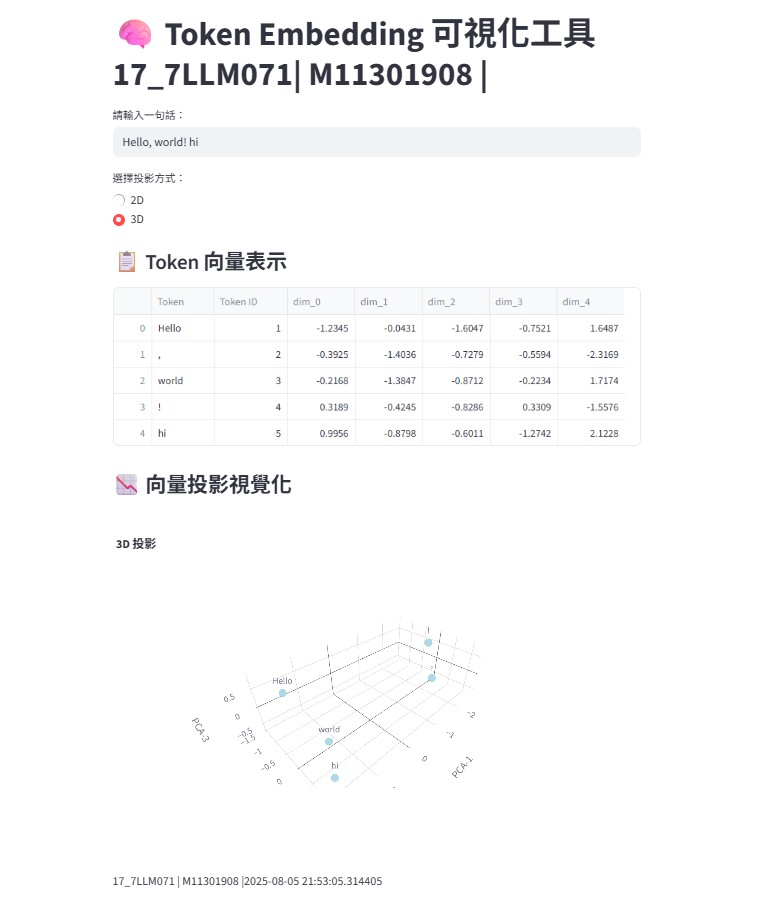 Token Embedding 可視化工具
17_7LLM071| M11301908 |
請輸入一句話：
Hello, world! hi
選擇投影方式：
2D
3D
Token 向量表示
Token Token ID dim_0 dim_1 dim_2 dim_3 dim_4
0 Hello 1 -1.2345 -0.0431 -1.6047 -0.7521 1.6487
1 , 2 -0.3925 -1.4036 -0.7279 -0.5594 -2.3169
2 world 3 -0.2168 -1.3847 -0.8712 -0.2234 1.7174
3 ! 4 0.3189 -0.4245 -0.8286 0.3309 -1.5576
4 hi 5 0.9956 -0.8798 -0.6011 -1.2742 2.1228
向量投影視覺化
3D 投影
!
,
Hello
0.5
0
-0.5
PCA-3
world
hi
-1.5
-1
-0.5
0
-2
-1
0
PCA-1
17_7LLM071 | M11301908 |2025-08-05 21:53:05.314405